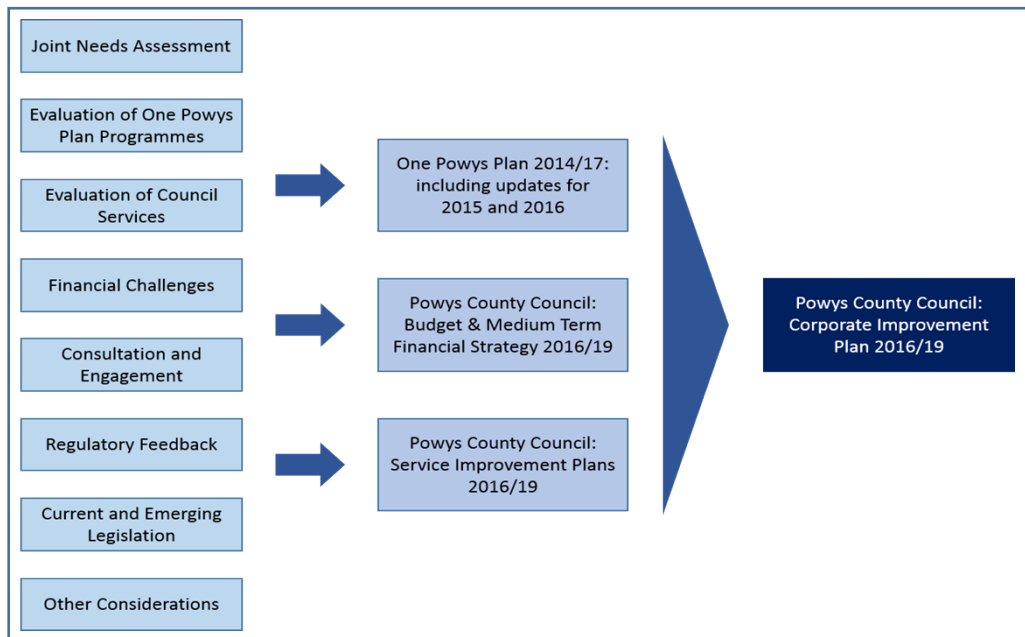 Joint Needs Assessment
Evaluation of One Powys
Plan Programmes
Evaluation of Council
Services
Financial Challenges
Consultation and
Engagement
Regulatory Feedback
Current and Emerging
Legislation
Other Considerations
One Powys Plan 2014/17:
including updates for
2015 and 2016
Powys County Council:
Budget & Medium Term
Financial Strategy 2016/19
Powys County Council:
Service Improvement Plans
2016/19
Powys County Council:
Corporate Improvement
Plan 2016/19